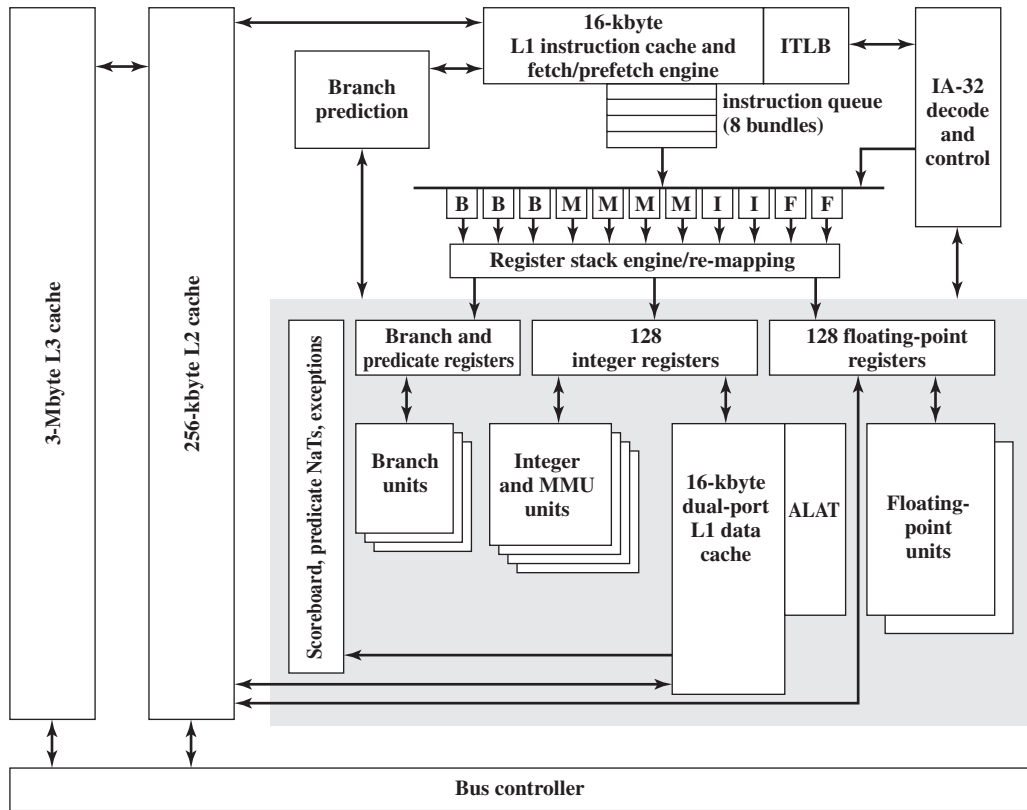 3-Mbyte L3 cache
256-kbyte L2 cache
16-kbyte
L1 instruction cache and
fetch/prefetch engine
ITLB
Branch
prediction
instruction queue
(8 bundles)
IA-32
decode
and
control
B B B M M M M I I F F
Register stack engine/re-mapping
Scoreboard, predicate NaTs, exceptions
Branch and
predicate registers
128
integer registers
128 floating-point
registers
Branch
units
Integer
and MMU
units
16-kbyte
dual-port
L1 data
cache
ALAT
Floating-
point
units
Bus controller